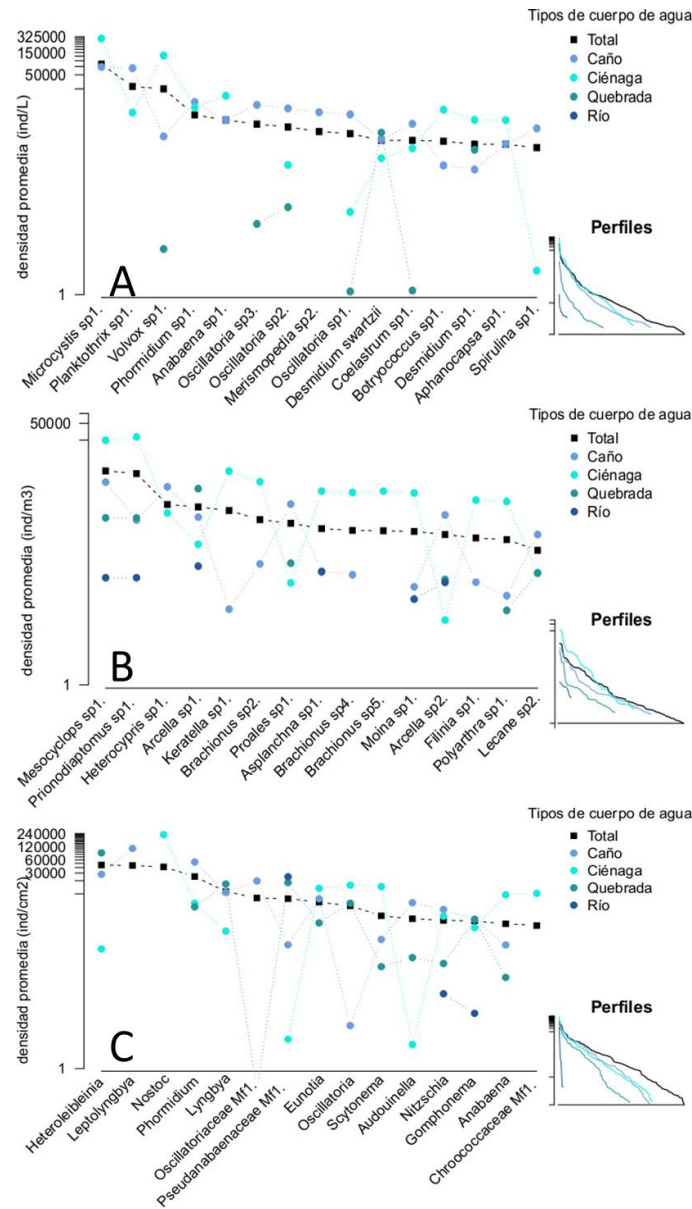 Tipos de cuerpo de agua
Total
Caño
Ciénaga
Quebrada
Río
325000
150000
50000
1
densidad promedia (ind/L)
A
Perfiles
Microcystis sp1.
Planktothrix sp1.
Volvox sp1.
Phormidium sp1.
Anabaena sp1.
Oscillatoria sp3.
Oscillatoria sp2.
Merismopedia sp2.
Oscillatoria sp1.
Desmidium swartzii
Coelastrum sp1.
Botryococcus sp1.
Desmidium sp1.
Aphanocapsa sp1.
Spirulina sp1.
Tipos de cuerpo de agua
Total
Caño
Ciénaga
Quebrada
Río
50000
1
densidad promedia (ind/m3)
B
Perfiles
Mesocyclops sp1.
Prionodiaptomus sp1.
Heterocypris sp1.
Arcella sp1.
Keratella sp1.
Brachionus sp2.
Proales sp1.
Asplanchna sp1.
Brachionus sp4.
Brachionus sp5.
Moina sp1.
Arcella sp2.
Filinia sp1.
Polyarthra sp1.
Lecane sp2.
Tipos de cuerpo de agua
Total
Caño
Ciénaga
Quebrada
Río
240000
120000
60000
30000
1
densidad promedia (ind/cm2)
C
Perfiles
Heteroleibleinia
Leptolyngbya
Nostoc
Phormidium
Lyngbya
Oscillatoriaceae Mf1.
Pseudanabaenaceae Mf1.
Eunotia
Oscillatoria
Scytonema
Audouinella
Nitzschia
Gomphonema
Anabaena
Chroococcaceae Mf1.